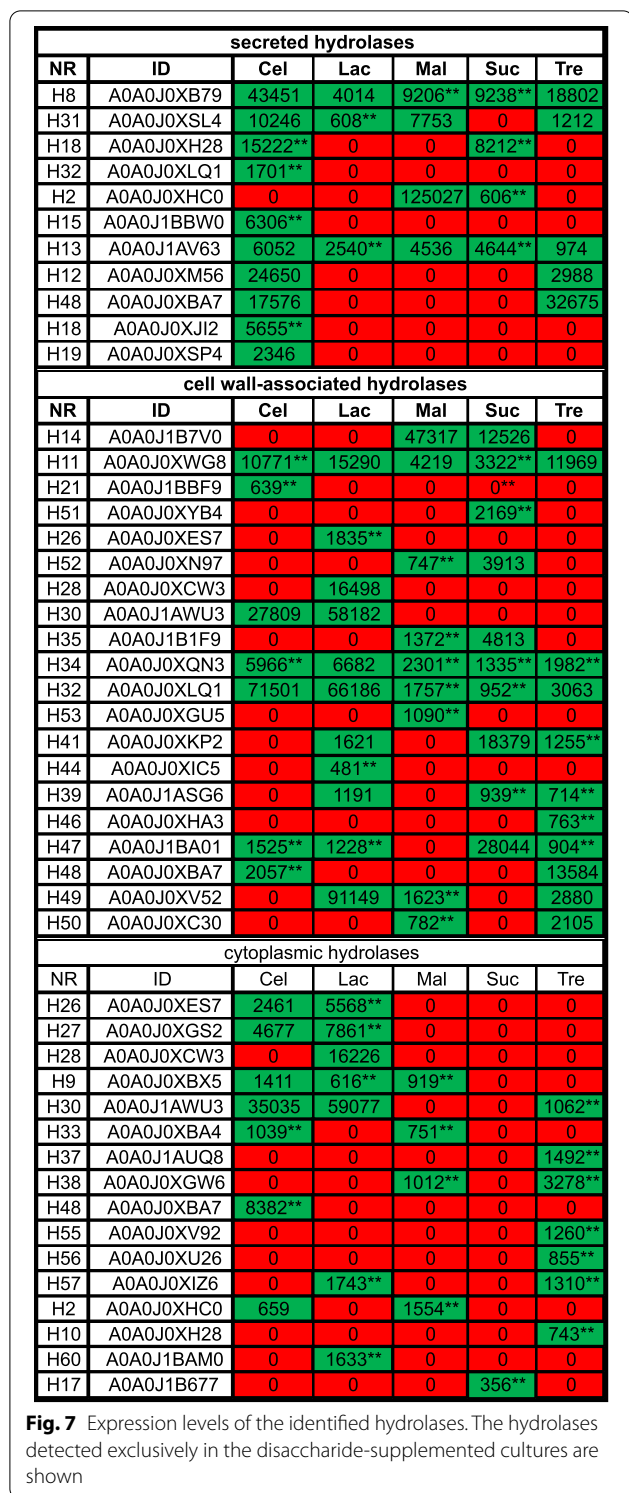 secreted hydrolases
NR ID Cel Lac Mal Suc Tre
H8 A0A0J0XB79 43451 4014 9206** 9238** 18802
H31 A0A0J0XSL4 10246 608** 7753 0 1212
H18 A0A0J0XH28 15222** 0 0 8212** 0
H32 A0A0J0XLQ1 1701** 0 0 0 0
H2 A0A0J0XHC0 0 0 125027 606** 0
H15 A0A0J1BBW0 6306** 0 0 0 0
H13 A0A0J1AV63 6052 2540** 4536 4644** 974
H12 A0A0J0XM56 24650 0 0 0 2988
H48 A0A0J0XBA7 17576 0 0 0 32675
H18 A0A0J0XJI2 5655** 0 0 0 0
H19 A0A0J0XSP4 2346 0 0 0 0
cell wall-associated hydrolases
NR ID Cel Lac Mal Suc Tre
H14 A0A0J1B7V0 0 0 47317 12526 0
H11 A0A0J0XWG8 10771** 15290 4219 3322** 11969
H21 A0A0J1BBF9 639** 0 0 0** 0
H51 A0A0J0XYB4 0 0 0 2169** 0
H26 A0A0J0XES7 0 1835** 0 0 0
H52 A0A0J0XN97 0 0 747** 3913 0
H28 A0A0J0XCW3 0 16498 0 0 0
H30 A0A0J1AWU3 27809 58182 0 0 0
H35 A0A0J1B1F9 0 0 1372** 4813 0
H34 A0A0J0XQN3 5966** 6682 2301** 1335** 1982**
H32 A0A0J0XLQ1 71501 66186 1757** 952** 3063
H53 A0A0J0XGU5 0 0 1090** 0 0
H41 A0A0J0XKP2 0 1621 0 18379 1255**
H44 A0A0J0XIC5 0 481** 0 0 0
H39 A0A0J1ASG6 0 1191 0 939** 714**
H46 A0A0J0XHA3 0 0 0 0 763**
H47 A0A0J1BA01 1525** 1228** 0 28044 904**
H48 A0A0J0XBA7 2057** 0 0 0 13584
H49 A0A0J0XV52 0 91149 1623** 0 2880
H50 A0A0J0XC30 0 0 782** 0 2105
cytoplasmic hydrolases
NR ID Cel Lac Mal Suc Tre
H26 A0A0J0XES7 2461 5568** 0 0 0
H27 A0A0J0XGS2 4677 7861** 0 0 0
H28 A0A0J0XCW3 0 16226 0 0 0
H9 A0A0J0XBX5 1411 616** 919** 0 0
H30 A0A0J1AWU3 35035 59077 0 0 1062**
H33 A0A0J0XBA4 1039** 0 751** 0 0
H37 A0A0J1AUQ8 0 0 0 0 1492**
H38 A0A0J0XGW6 0 0 1012** 0 3278**
H48 A0A0J0XBA7 8382** 0 0 0 0
H55 A0A0J0XV92 0 0 0 0 1260**
H56 A0A0J0XU26 0 0 0 0 855**
H57 A0A0J0XIZ6 0 1743** 0 0 1310**
H2 A0A0J0XHC0 659 0 1554** 0 0
H10 A0A0J0XH28 0 0 0 0 743**
H60 A0A0J1BAM0 0 1633** 0 0 0
H17 A0A0J1B677 0 0 0 356** 0
Fig. 7 Expression levels of the identified hydrolases. The hydrolases
detected exclusively in the disaccharide-supplemented cultures are
shown